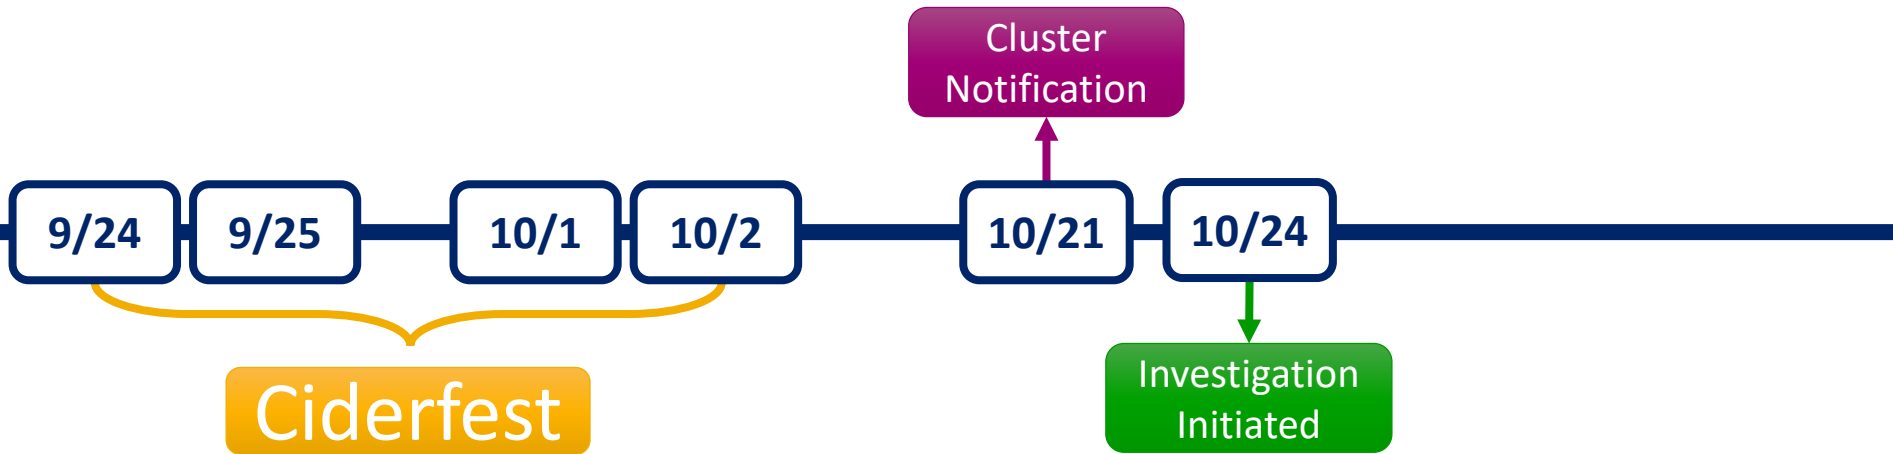 Cluster
Notification
9/24
9/25
10/1
10/2
10/21
10/24
Ciderfest
Investigation
Initiated